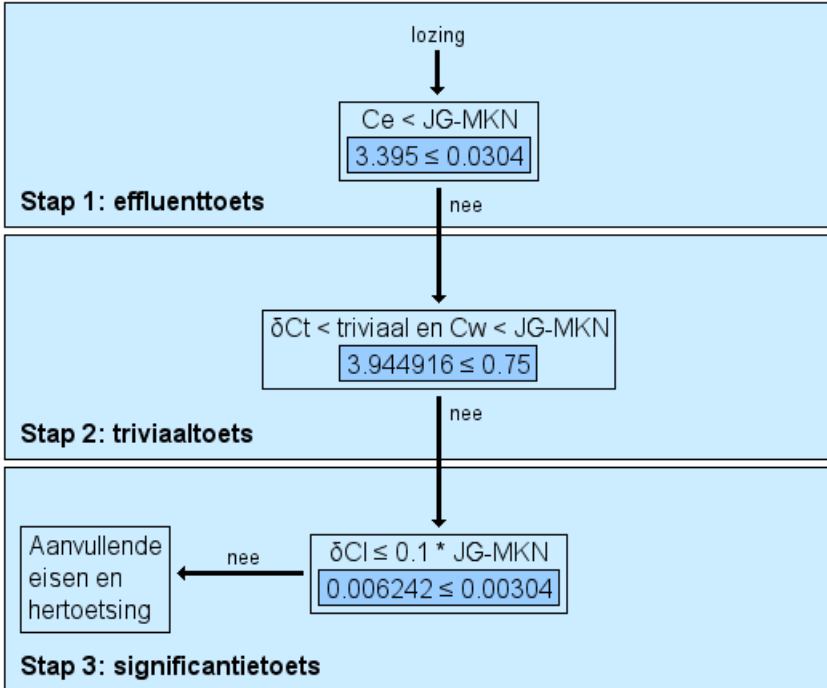 lozing
Ce < JG-MKN
3.395 ≤ 0.0304
Stap 1: effluenttoets
nee
δCt < triviaal en Cw < JG-MKN
3.944916 ≤ 0.75
Stap 2: triviaaltoets
nee
δCl ≤ 0.1 * JG-MKN
0.006242 ≤ 0.00304
nee
Aanvullende
eisen en
hertoetsing
Stap 3: significantietoets